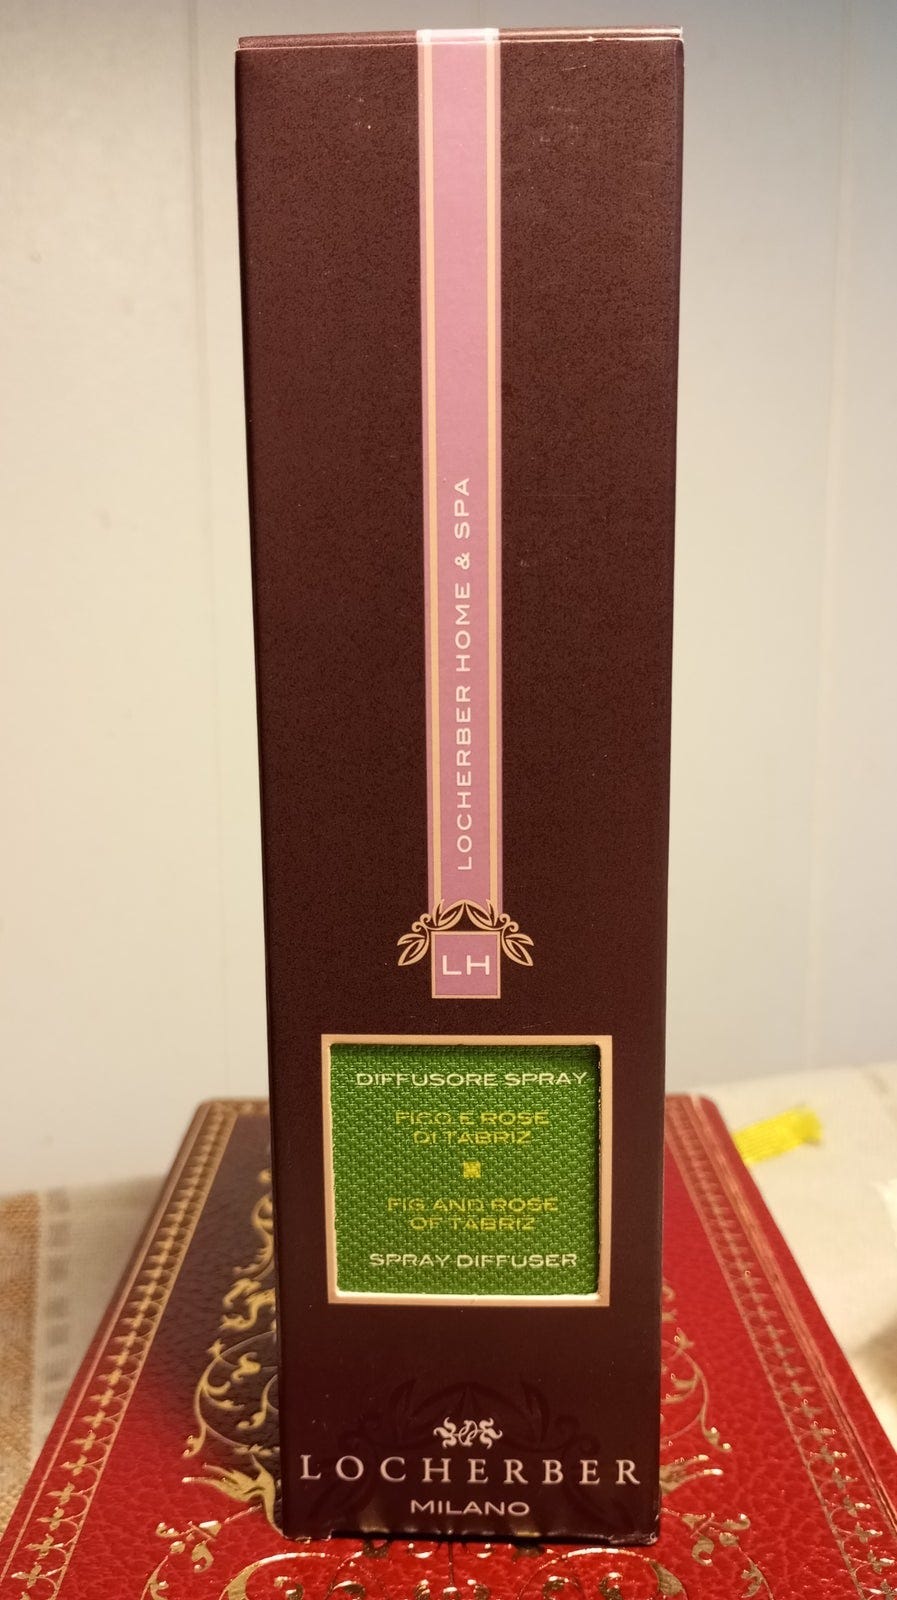 LOCHERBER HOME & SPA
LH
DIFFUSORE SPRAY
FICO E ROSE
DI TABRIZ
FIG AND ROSE
OF TABRIZ
SPRAY DIFFUSER
LOCHERBER
MILANO